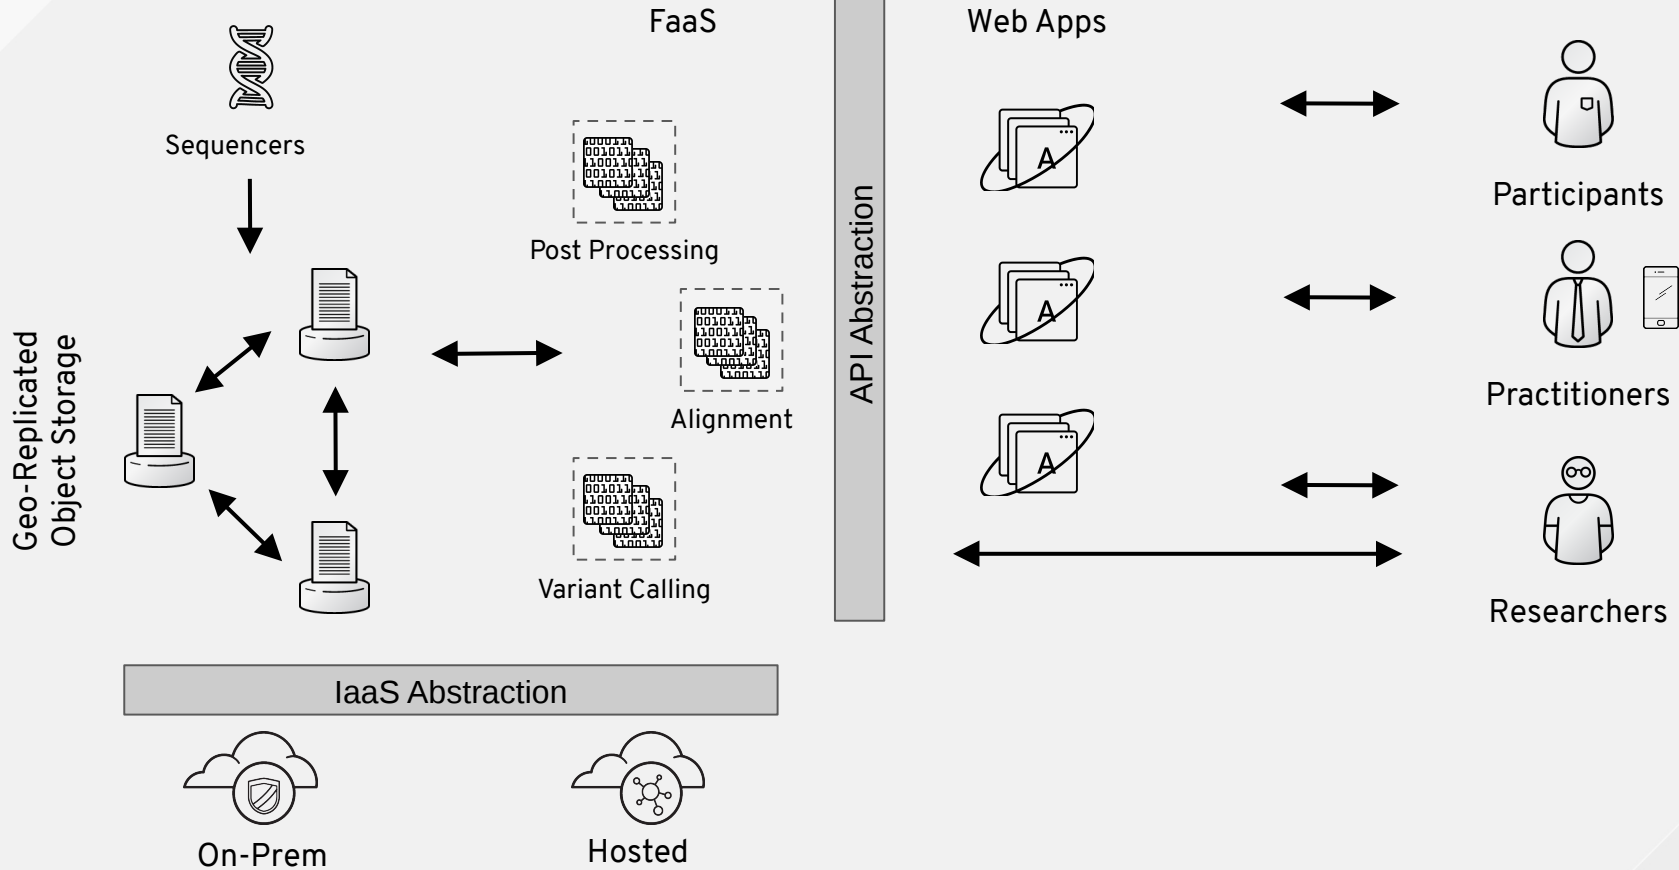 FaaS
Web Apps
Sequencers
Post Processing
Alignment
Variant Calling
Geo-Replicated
Object Storage
API Abstraction
A
A
A
Participants
Practitioners
Researchers
IaaS Abstraction
On-Prem
Hosted